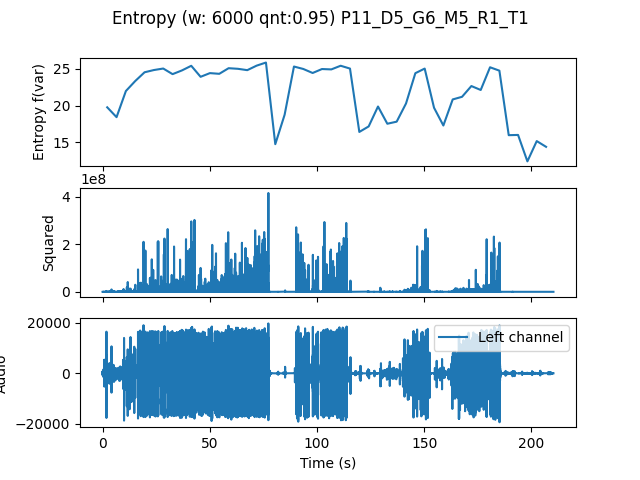 Entropy (w: 6000 qnt:0.95) P11_D5_G6_M5_R1_T1
Entropy f(var)
25
20
15
1e8
Squared
4
2
0
Audio
20000
0
−20000
Left channel
0
50
100
150
200
Time (s)